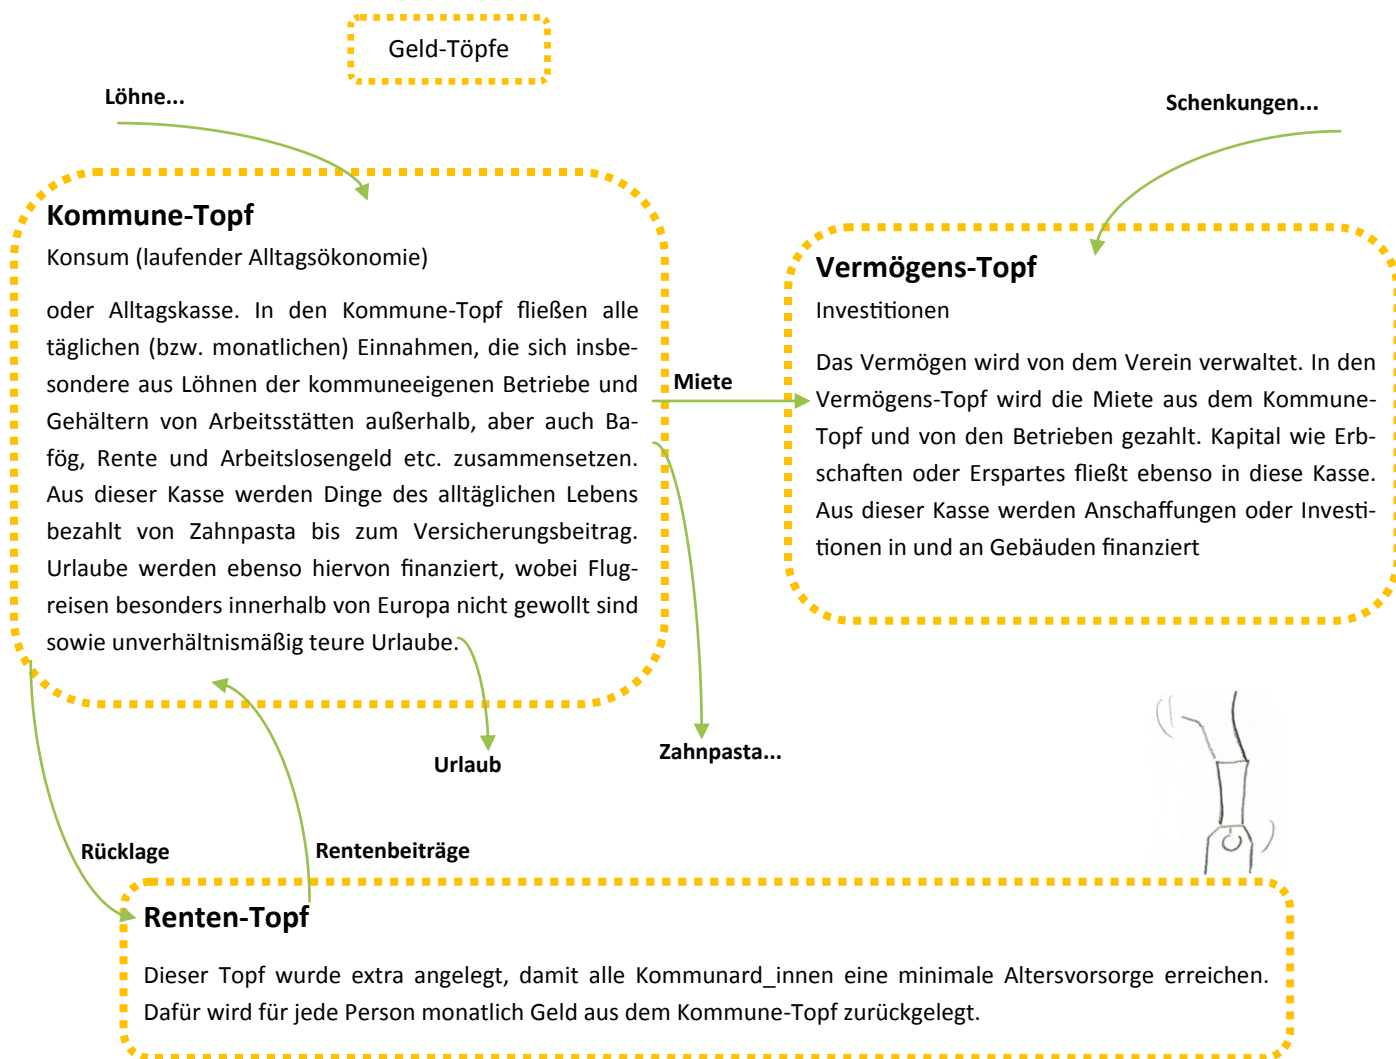 Geld-Töpfe
Löhne...
Schenkungen...
Kommune-Topf
Konsum (laufender Alltagsökonomie)
oder Alltagskasse. In den Kommune-Topf fließen alle
täglichen (bzw. monatlichen) Einnahmen, die sich insbe-
sondere aus Löhnen der kommuneeigenen Betriebe und
Gehältern von Arbeitsstätten außerhalb, aber auch Ba-
fög, Rente und Arbeitslosengeld etc. zusammensetzen.
Aus dieser Kasse werden Dinge des alltäglichen Lebens
bezahlt von Zahnpasta bis zum Versicherungsbeitrag.
Urlaube werden ebenso hiervon finanziert, wobei Flug-
reisen besonders innerhalb von Europa nicht gewollt sind
sowie unverhältnismäßig teure Urlaube.
Miete
Vermögens-Topf
Investitionen
Das Vermögen wird von dem Verein verwaltet. In den
Vermögens-Topf wird die Miete aus dem Kommune-
Topf und von den Betrieben gezahlt. Kapital wie Erb-
schaften oder Erspartes fließt ebenso in diese Kasse.
Aus dieser Kasse werden Anschaffungen oder Investi-
tionen in und an Gebäuden finanziert
Urlaub
Zahnpasta...
Rücklage
Rentenbeiträge
Renten-Topf
Dieser Topf wurde extra angelegt, damit alle Kommunard_innen eine minimale Altersvorsorge erreichen.
Dafür wird für jede Person monatlich Geld aus dem Kommune-Topf zurückgelegt.